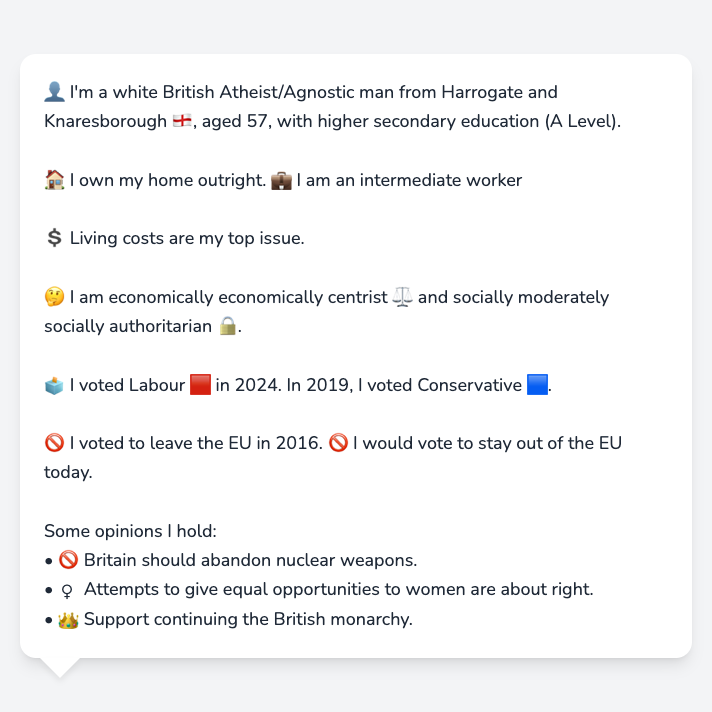 👤 I'm a white British Atheist/Agnostic man from Harrogate and
Knaresborough 🏴󠁧󠁢󠁥󠁮󠁧󠁿, aged 57, with higher secondary education (A Level).
🏠 I own my home outright. 💼 I am an intermediate worker
💲 Living costs are my top issue.
🤔 I am economically economically centrist ⚖️ and socially moderately
socially authoritarian 🔒.
🗳️ I voted Labour 🟥 in 2024. In 2019, I voted Conservative 🟦.
🚫 I voted to leave the EU in 2016. 🚫 I would vote to stay out of the EU
today.
Some opinions I hold:
• 🚫 Britain should abandon nuclear weapons.
• ♀ Attempts to give equal opportunities to women are about right.
• 👑 Support continuing the British monarchy.